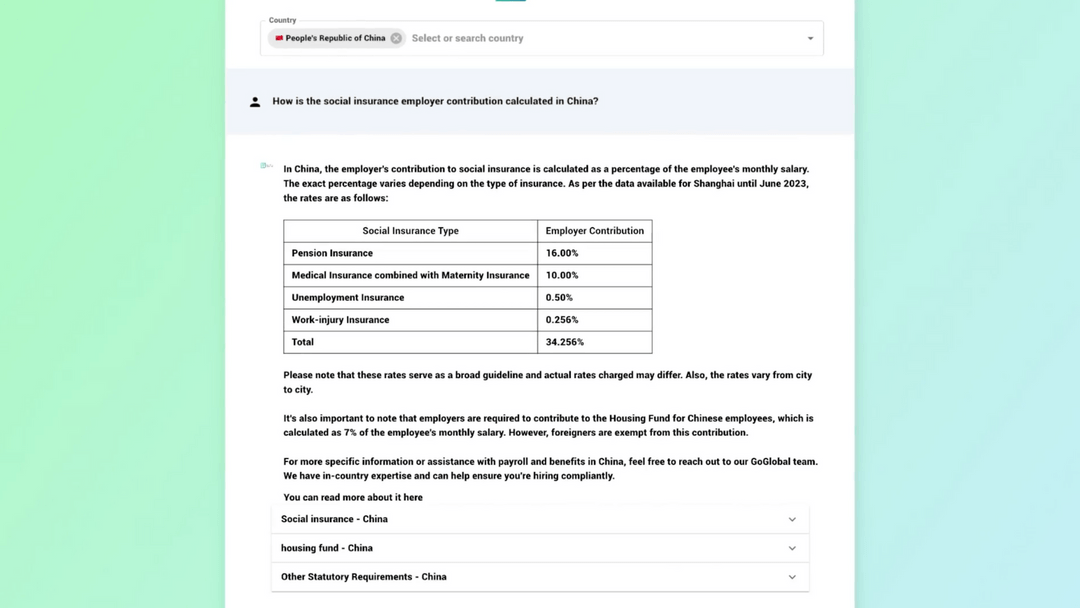 Country
People's Republic of China
Select or search country
How is the social insurance employer contribution calculated in China?
In China, the employer's contribution to social insurance is calculated as a percentage of the employee's monthly salary.
The exact percentage varies depending on the type of insurance. As per the data available for Shanghai until June 2023,
the rates are as follows:
Social Insurance Type Employer Contribution
Pension Insurance 16.00%
Medical Insurance combined with Maternity Insurance 10.00%
Unemployment Insurance 0.50%
Work-injury Insurance 0.256%
Total 34.256%
Please note that these rates serve as a broad guideline and actual rates charged may differ. Also, the rates vary from city
to city.
It's also important to note that employers are required to contribute to the Housing Fund for Chinese employees, which is
calculated as 7% of the employee's monthly salary. However, foreigners are exempt from this contribution.
For more specific information or assistance with payroll and benefits in China, feel free to reach out to our GoGlobal team.
We have in-country expertise and can help ensure you're hiring compliantly.
You can read more about it here
Social insurance - China
housing fund - China
Other Statutory Requirements - China